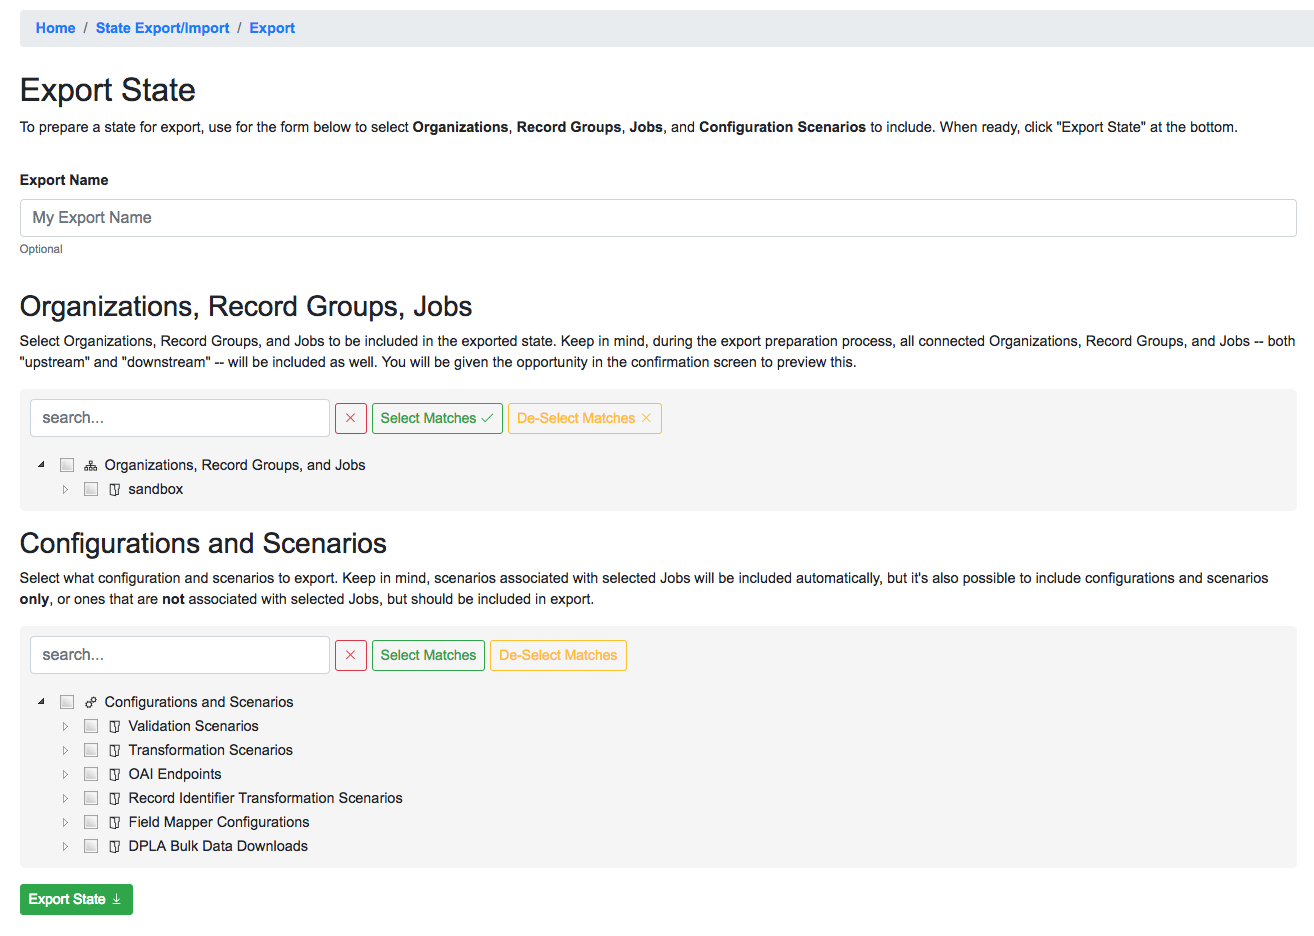 Home / State Export/Import / Export
Export State
To prepare a state for export, use for the form below to select Organizations, Record Groups, Jobs, and Configuration Scenarios to include. When ready, click "Export State" at the bottom.
Export Name
My Export Name
Optional
Organizations, Record Groups, Jobs
Select Organizations, Record Groups, and Jobs to be included in the exported state. Keep in mind, during the export preparation process, all connected Organizations, Record Groups, and Jobs -- both
"upstream" and "downstream" -- will be included as well. You will be given the opportunity in the confirmation screen to preview this.
search... Select Matches De-Select Matches
Organizations, Record Groups, and Jobs
sandbox
Configurations and Scenarios
Select what configuration and scenarios to export. Keep in mind, scenarios associated with selected Jobs will be included automatically, but it's also possible to include configurations and scenarios
only, or ones that are not associated with selected Jobs, but should be included in export.
search... Select Matches De-Select Matches
Configurations and Scenarios
Validation Scenarios
Transformation Scenarios
OAI Endpoints
Record Identifier Transformation Scenarios
Field Mapper Configurations
DPLA Bulk Data Downloads
Export State